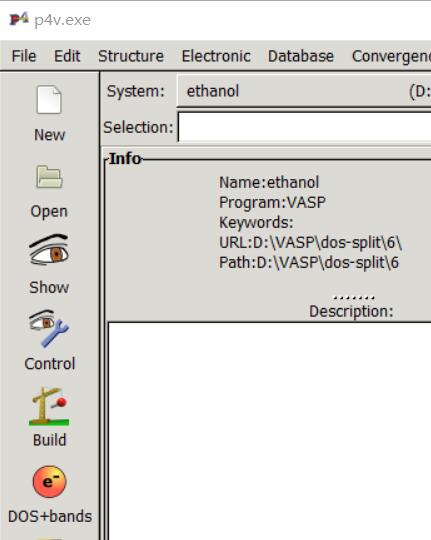 p4v.exe
File Edit Structure Electronic Database Convergenc
System: ethanol (D:
Selection:
Info
New
Name:ethanol
Program:VASP
Keywords:
URL:D:\VASP\dos-split\6\
Path:D:\VASP\dos-split\6
Open
Show
Description:
Control
Build
e-
DOS+bands